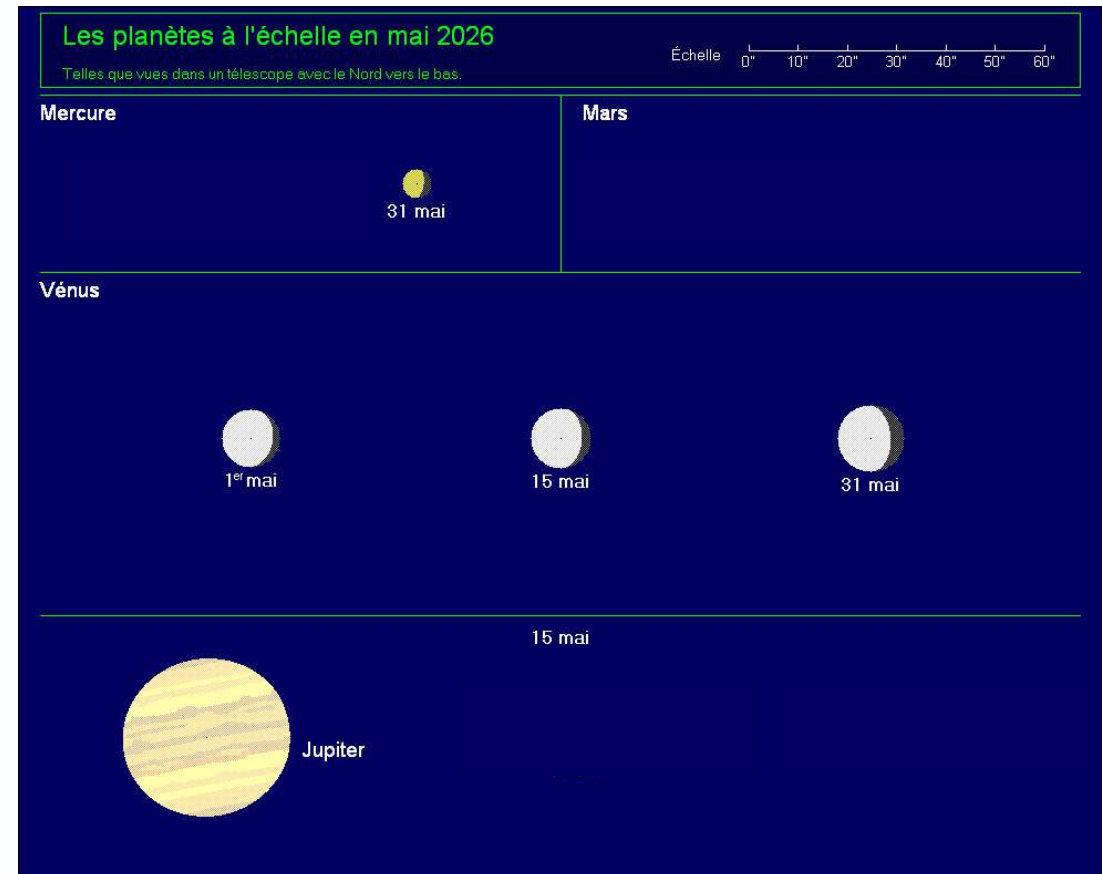 Les planètes à l'échelle en mai 2026
Telles que vues dans un télescope avec le Nord vers le bas.
Échelle 0" 10" 20" 30" 40" 50" 60"
Mercure
31 mai
Mars
Vénus
1er mai
15 mai
31 mai
15 mai
Jupiter